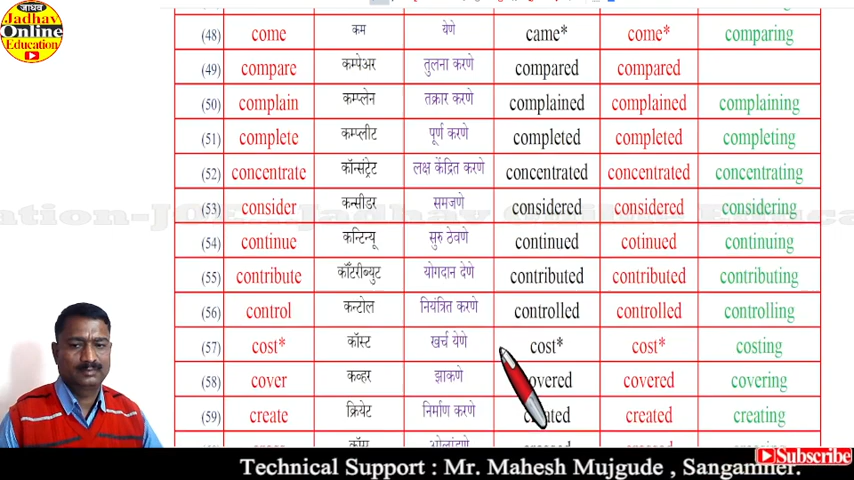 जाधव
Jadhav
Online
Education
(48) come कम येणे came* come* comparing
(49) compare कम्पेअर तुलना करणे compared compared
(50) complain कम्प्लेन तक्रार करणे complained complained complaining
(51) complete कम्प्लीट पूर्ण करणे completed completed completing
(52) concentrate कॉन्संट्रेट लक्ष केंद्रित करणे concentrated concentrated concentrating
(53) consider कन्सीडर समजणे considered considered considering
(54) continue कन्टिन्यू सुरु ठेवणे continued cotinued continuing
(55) contribute कॉंटरीब्युट योगदान देणे contributed contributed contributing
(56) control कन्टोल नियंत्रित करणे controlled controlled controlling
(57) cost* कॉस्ट खर्च येणे cost* cost* costing
(58) cover कव्हर झाकणे covered covered covering
(59) create क्रियेट निर्माण करणे created created creating
Subscribe
Technical Support : Mr. Mahesh Mujgude , Sangamner.